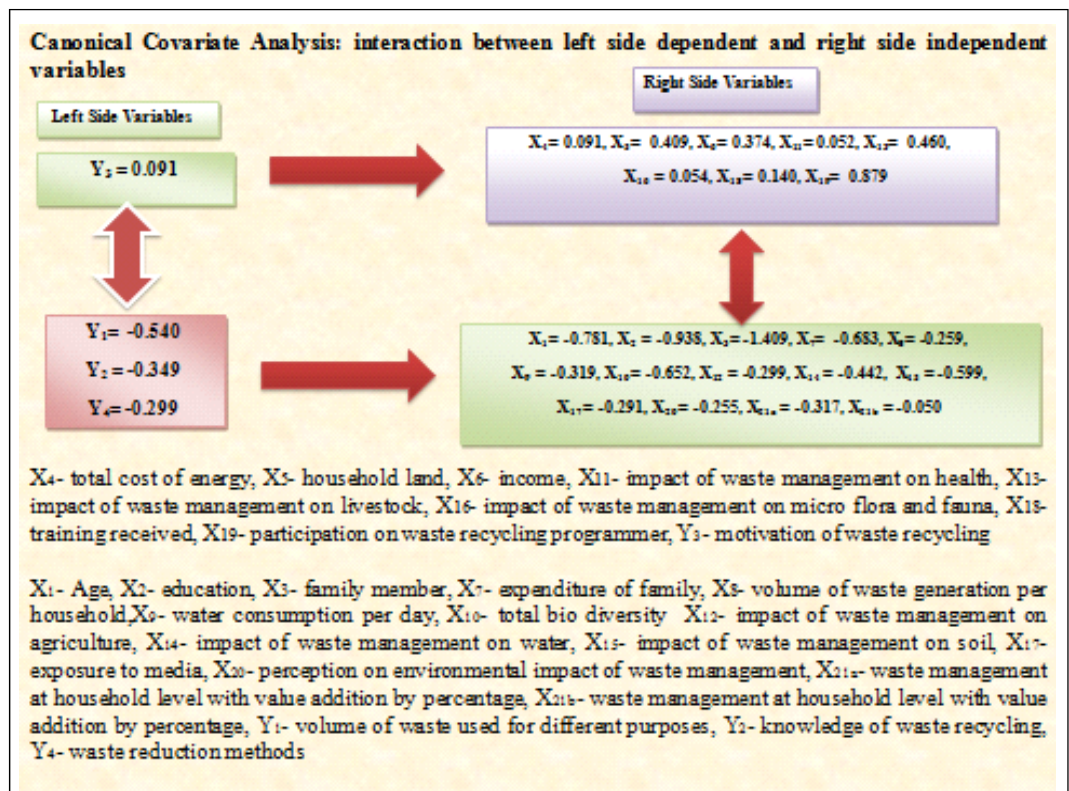 Canonical Covariate Analysis: interaction between left side dependent and right side independent
variables
Right Side Variables
Left Side Variables
Y₃ = 0.091
X₄= 0.091, X₅= 0.409, X₆= 0.374, X₁₁= 0.052, X₁₃= 0.460,
X₁₆ = 0.054, X₁₈= 0.140, X₁₉= 0.879
Y₁= -0.540
Y₂ = -0.349
Y₄= -0.299
X₁= -0.781, X₂ = -0.938, X₃= -1.409, X₇= -0.683, X₈= -0.259,
X₉ = -0.319, X₁₀= -0.652, X₁₂ = -0.299, X₁₄ = -0.442, X₁₅ = -0.599,
X₁₇= -0.291, X₂₀= -0.255, X₂₁ₐ = -0.317, X₂₁b = -0.050
X₄- total cost of energy, X₅- household land, X₆- income, X₁₁- impact of waste management on health, X₁₃-
impact of waste management on livestock, X₁₆- impact of waste management on micro flora and fauna, X₁₈-
training received, X₁₉- participation on waste recycling programmer, Y₃- motivation of waste recycling
X₁- Age, X₂- education, X₃- family member, X₇- expenditure of family, X₈- volume of waste generation per
household,X₉- water consumption per day, X₁₀- total bio diversity X₁₂- impact of waste management on
agriculture, X₁₄- impact of waste management on water, X₁₅- impact of waste management on soil, X₁₇-
exposure to media, X₂₀- perception on environmental impact of waste management, X₂₁ₐ- waste management
at household level with value addition by percentage, X₂₁b- waste management at household level with value
addition by percentage, Y₁- volume of waste used for different purposes, Y₂- knowledge of waste recycling,
Y₄- waste reduction methods